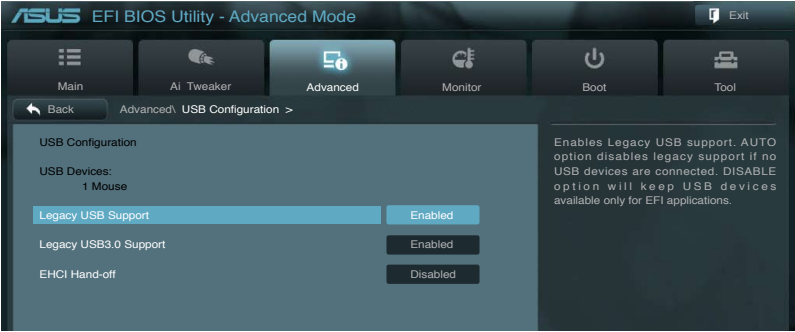 ASUS EFI BIOS Utility - Advanced Mode
Exit
Main
Ai Tweaker
Advanced
Monitor
Boot
Tool
Back
Advanced\ USB Configuration >
USB Configuration
USB Devices:
1 Mouse
Legacy USB Support Enabled
Legacy USB3.0 Support Enabled
EHCI Hand-off Disabled
Enables Legacy USB support. AUTO
option disables legacy support if no
USB devices are connected. DISABLE
option will keep USB devices
available only for EFI applications.